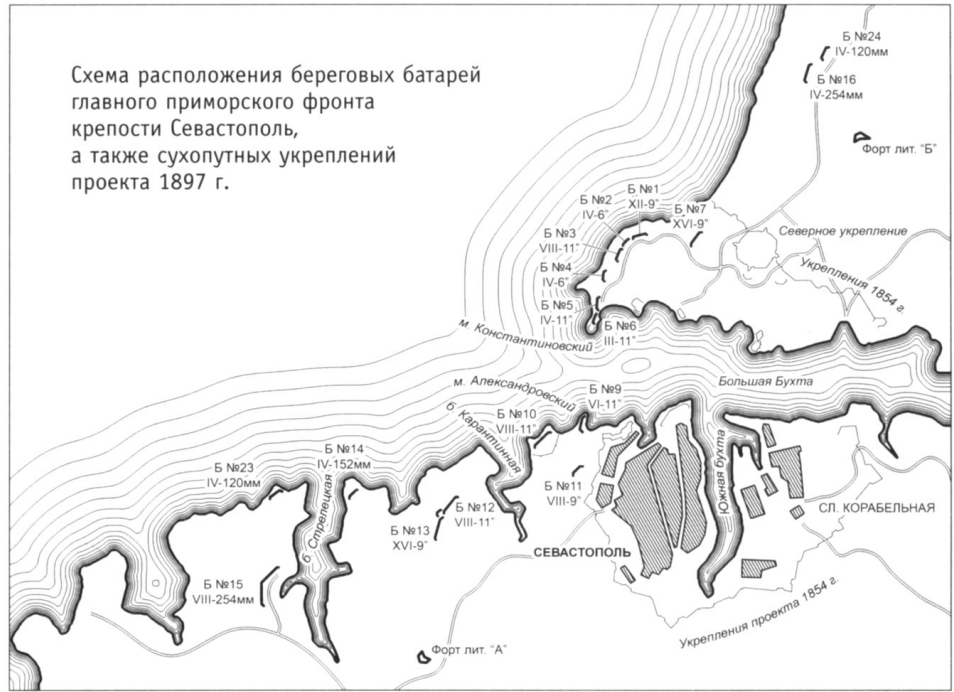 Схема расположения береговых батарей
главного приморского фронта
крепости Севастополь,
а также сухопутных укреплений
проекта 1897 г.
Б №24
IV-120мм
Б №16
IV-254мм
Форт лит. "Б"
Б №1
XII-9"
Б №2
IV-6"
Б №7
XVI-9"
Б №3
VIII-11"
Северное укрепление
Б №4
IV-6"
Укрепления 1854 г.
Б №5
IV-11"
Б №6
III-11"
м. Константиновский
м. Александровский
Большая Бухта
Б №9
VI-11"
б. Карантинная
Б №10
VIII-11"
Южная бухта
Б №14
IV-152мм
Б №23
IV-120мм
б. Стрелецкая
Б №11
VIII-9"
Б №12
VIII-11"
Б №13
XVI-9"
СЛ. КОРАБЕЛЬНАЯ
СЕВАСТОПОЛЬ
Б №15
VIII-254мм
Укрепления проекта 1854 г.
Форт лит. "А"